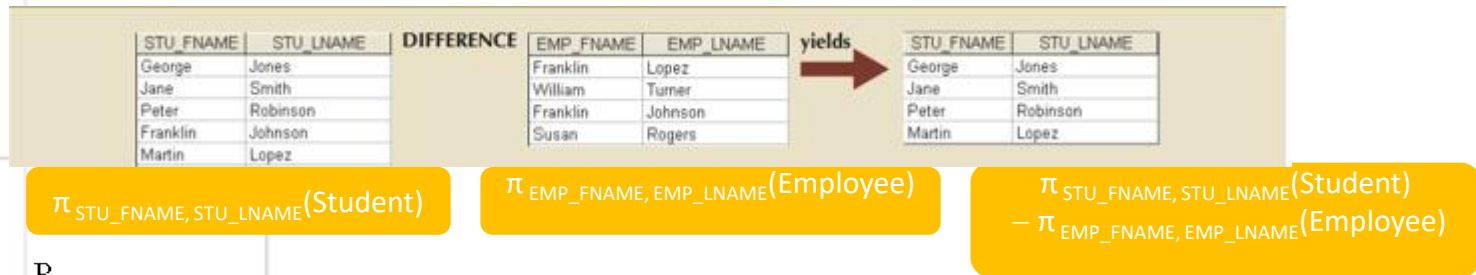 STU_FNAME STU_LNAME DIFFERENCE EMP_FNAME EMP_LNAME yields STU_FNAME STU_LNAME
George Jones Franklin Lopez George Jones
Jane Smith William Turner Jane Smith
Peter Robinson Franklin Johnson Peter Robinson
Franklin Johnson Susan Rogers Martin Lopez
Martin Lopez
π STU_FNAME, STU_LNAME(Student)
π EMP_FNAME, EMP_LNAME(Employee)
π STU_FNAME, STU_LNAME(Student)
– π EMP_FNAME, EMP_LNAME(Employee)